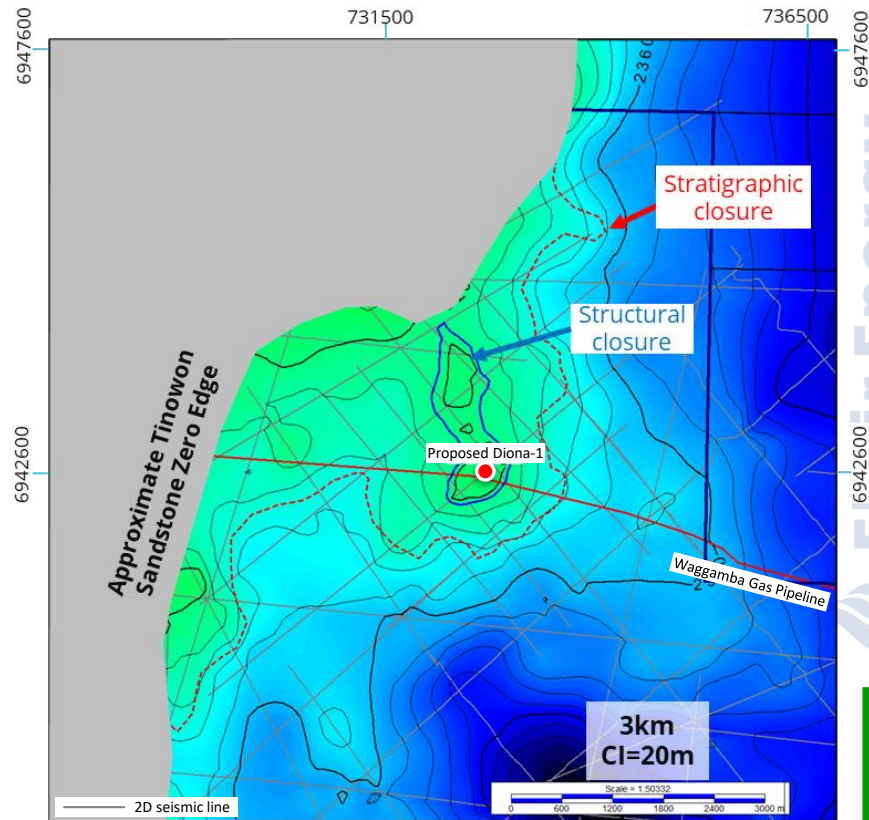 731500
736500
6947600
6947600
2360
Stratigraphic
closure
Structural
closure
Approximate Tinowon
Sandstone Zero Edge
Proposed Diona-1
6942600
6942600
Waggamba Gas Pipeline
3km
CI=20m
Scale = 1:50332
0 600 1200 1800 2400 3000 m
2D seismic line